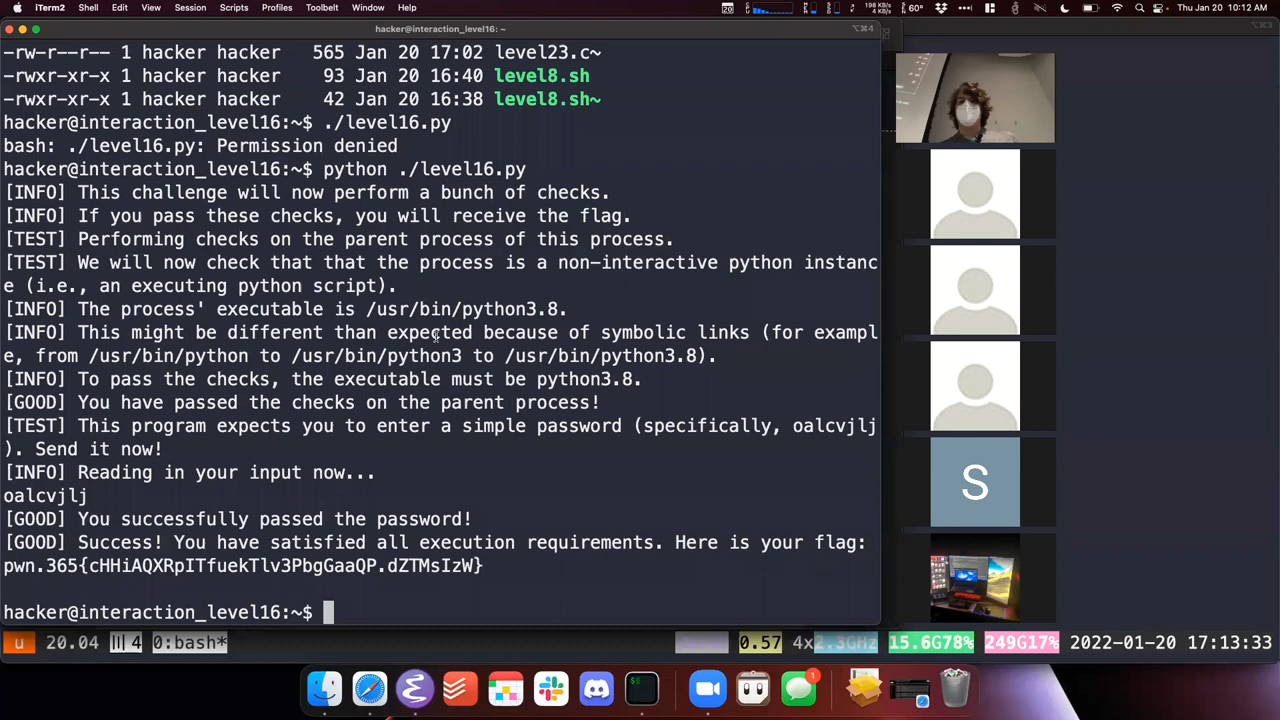 iTerm2 Shell Edit View Session Scripts Profiles Toolbelt Window Help
20 198 KB 4 KB/s 60° Thu Jan 20 10:12 AM
hacker@interaction_level16: ~ ⌥⌘4
⌥⌘3
-rw-r--r-- 1 hacker hacker 565 Jan 20 17:02 level23.c~
-rwxr-xr-x 1 hacker hacker 93 Jan 20 16:40 level8.sh
-rwxr-xr-x 1 hacker hacker 42 Jan 20 16:38 level8.sh~
hacker@interaction_level16:~$ ./level16.py
bash: ./level16.py: Permission denied
hacker@interaction_level16:~$ python ./level16.py
[INFO] This challenge will now perform a bunch of checks.
[INFO] If you pass these checks, you will receive the flag.
[TEST] Performing checks on the parent process of this process.
[TEST] We will now check that that the process is a non-interactive python instanc
e (i.e., an executing python script).
[INFO] The process' executable is /usr/bin/python3.8.
[INFO] This might be different than expected because of symbolic links (for exampl
e, from /usr/bin/python to /usr/bin/python3 to /usr/bin/python3.8).
[INFO] To pass the checks, the executable must be python3.8.
[GOOD] You have passed the checks on the parent process!
[TEST] This program expects you to enter a simple password (specifically, oalcvjlj
). Send it now!
[INFO] Reading in your input now...
oalcvjlj
[GOOD] You successfully passed the password!
[GOOD] Success! You have satisfied all execution requirements. Here is your flag:
pwn.365{cHHiAQXRpITfuekTlv3PbgGaaQP.dZTMsIzW}
hacker@interaction_level16:~$
S
u 20.04 4 0:bash* 0.57 4x2.3GHz 15.6G78% 249G17% 2022-01-20 17:13:33
1